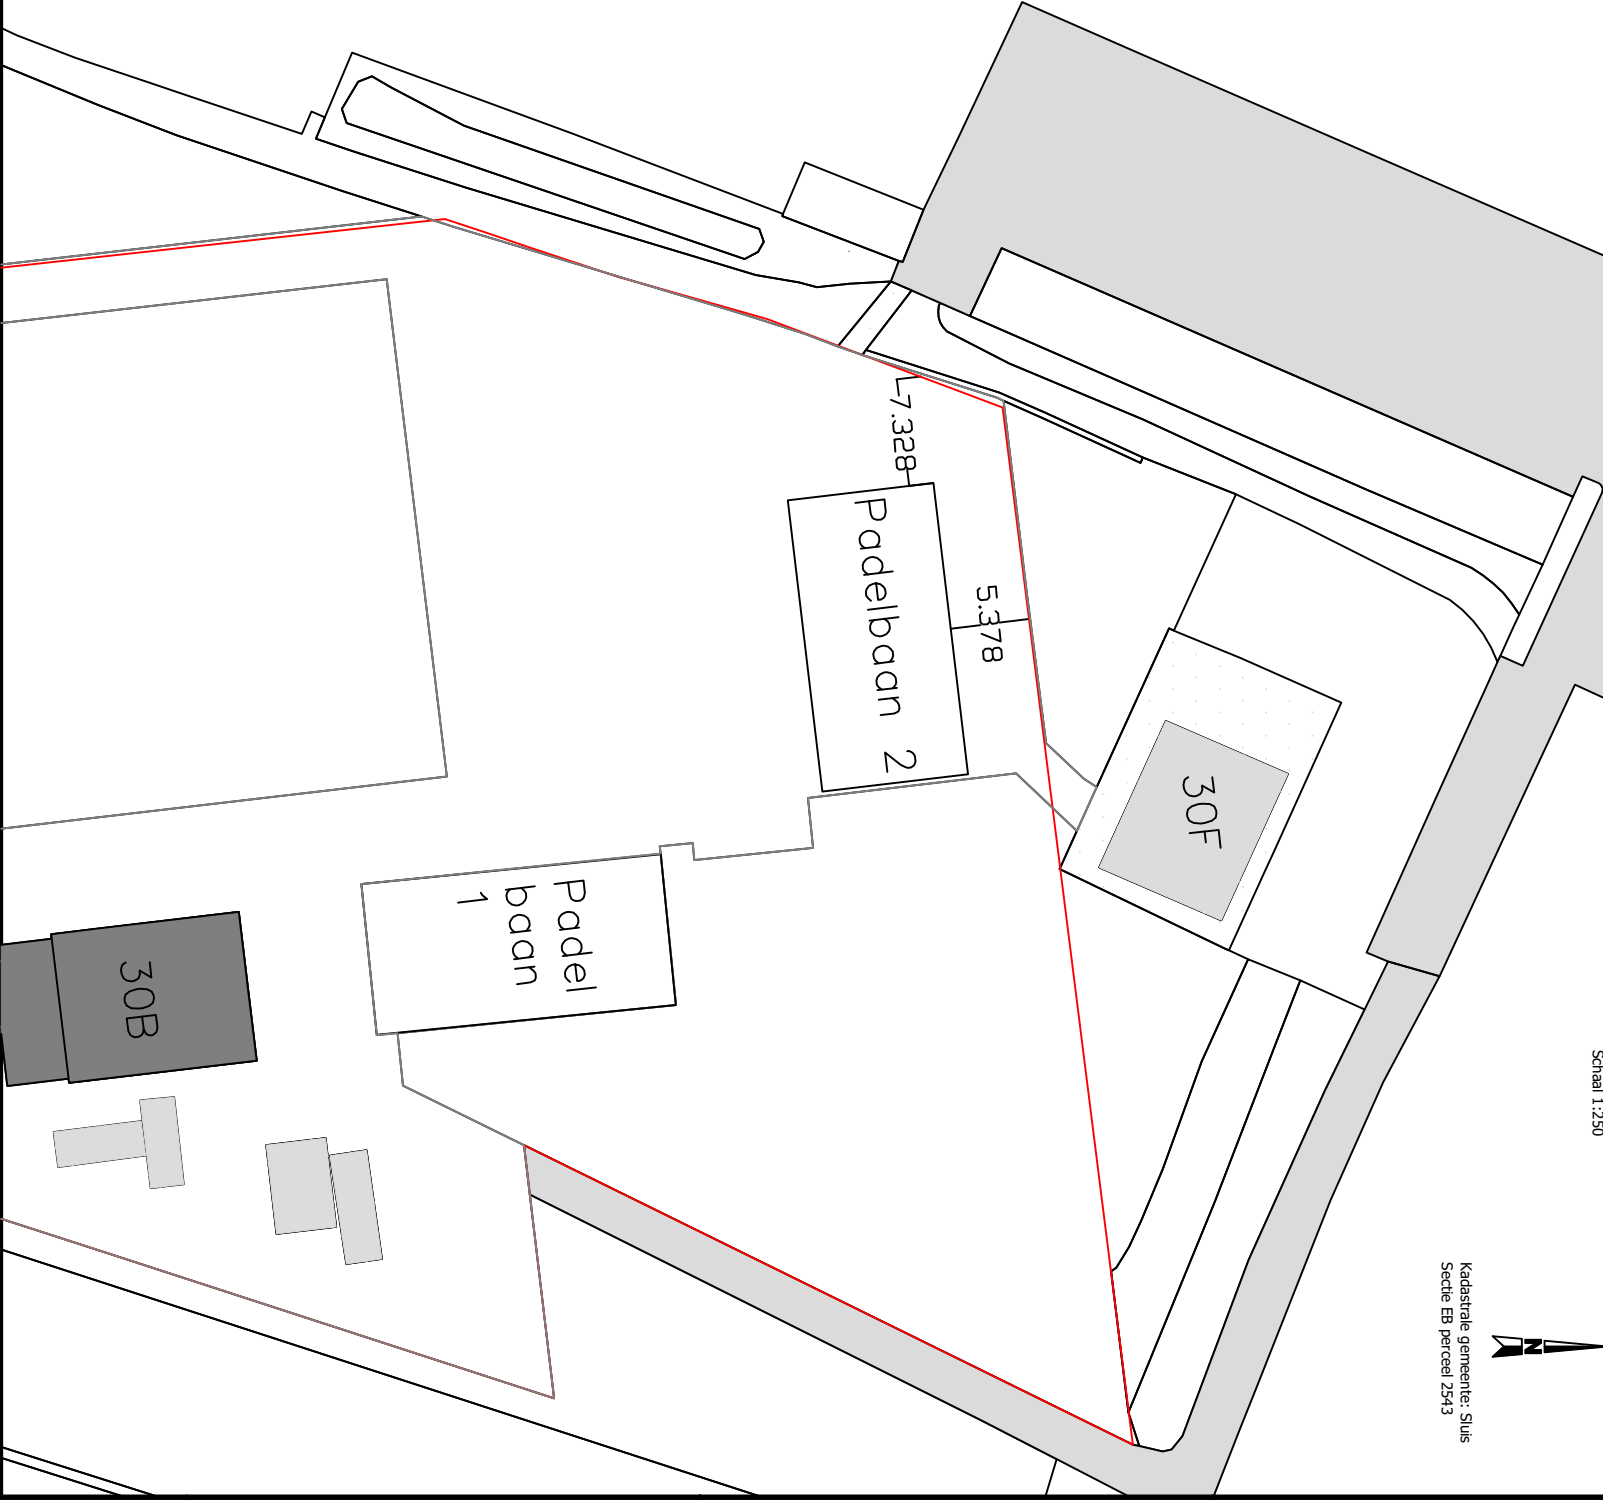 7.328
5.378
Padelbaan 2
Padel
baan
1
30F
30B
Schaal 1:250
Kadastrale gemeente: Sluis
Sectie EB perceel 2543
N